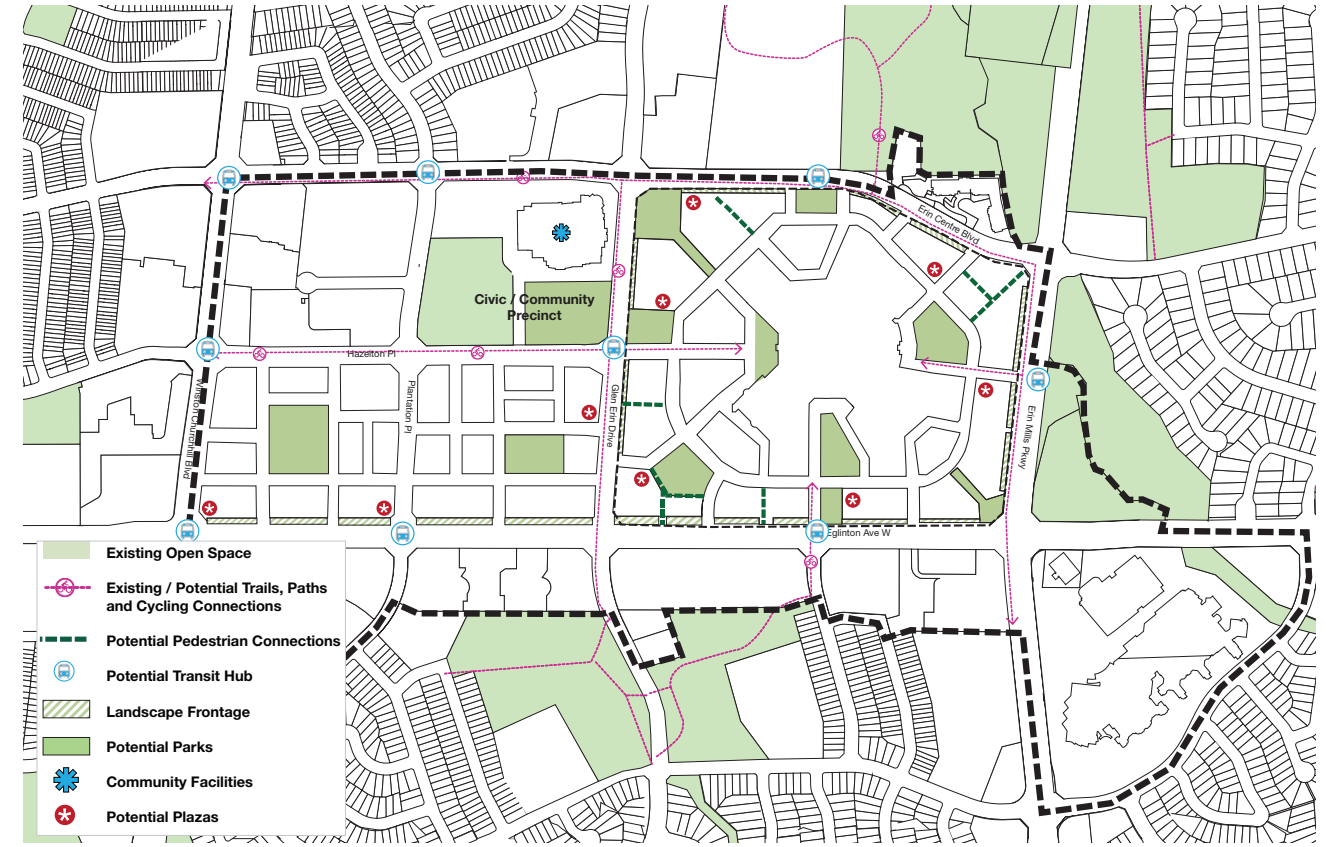 Erin Centre Blvd
Civic / Community
Precinct
Hazelton Pl
Winston Churchill Blvd
Plantation Pl
Glen Erin Drive
Erin Mills Pkwy
Eglinton Ave W
Existing Open Space
Existing / Potential Trails, Paths
and Cycling Connections
Potential Pedestrian Connections
Potential Transit Hub
Landscape Frontage
Potential Parks
Community Facilities
Potential Plazas